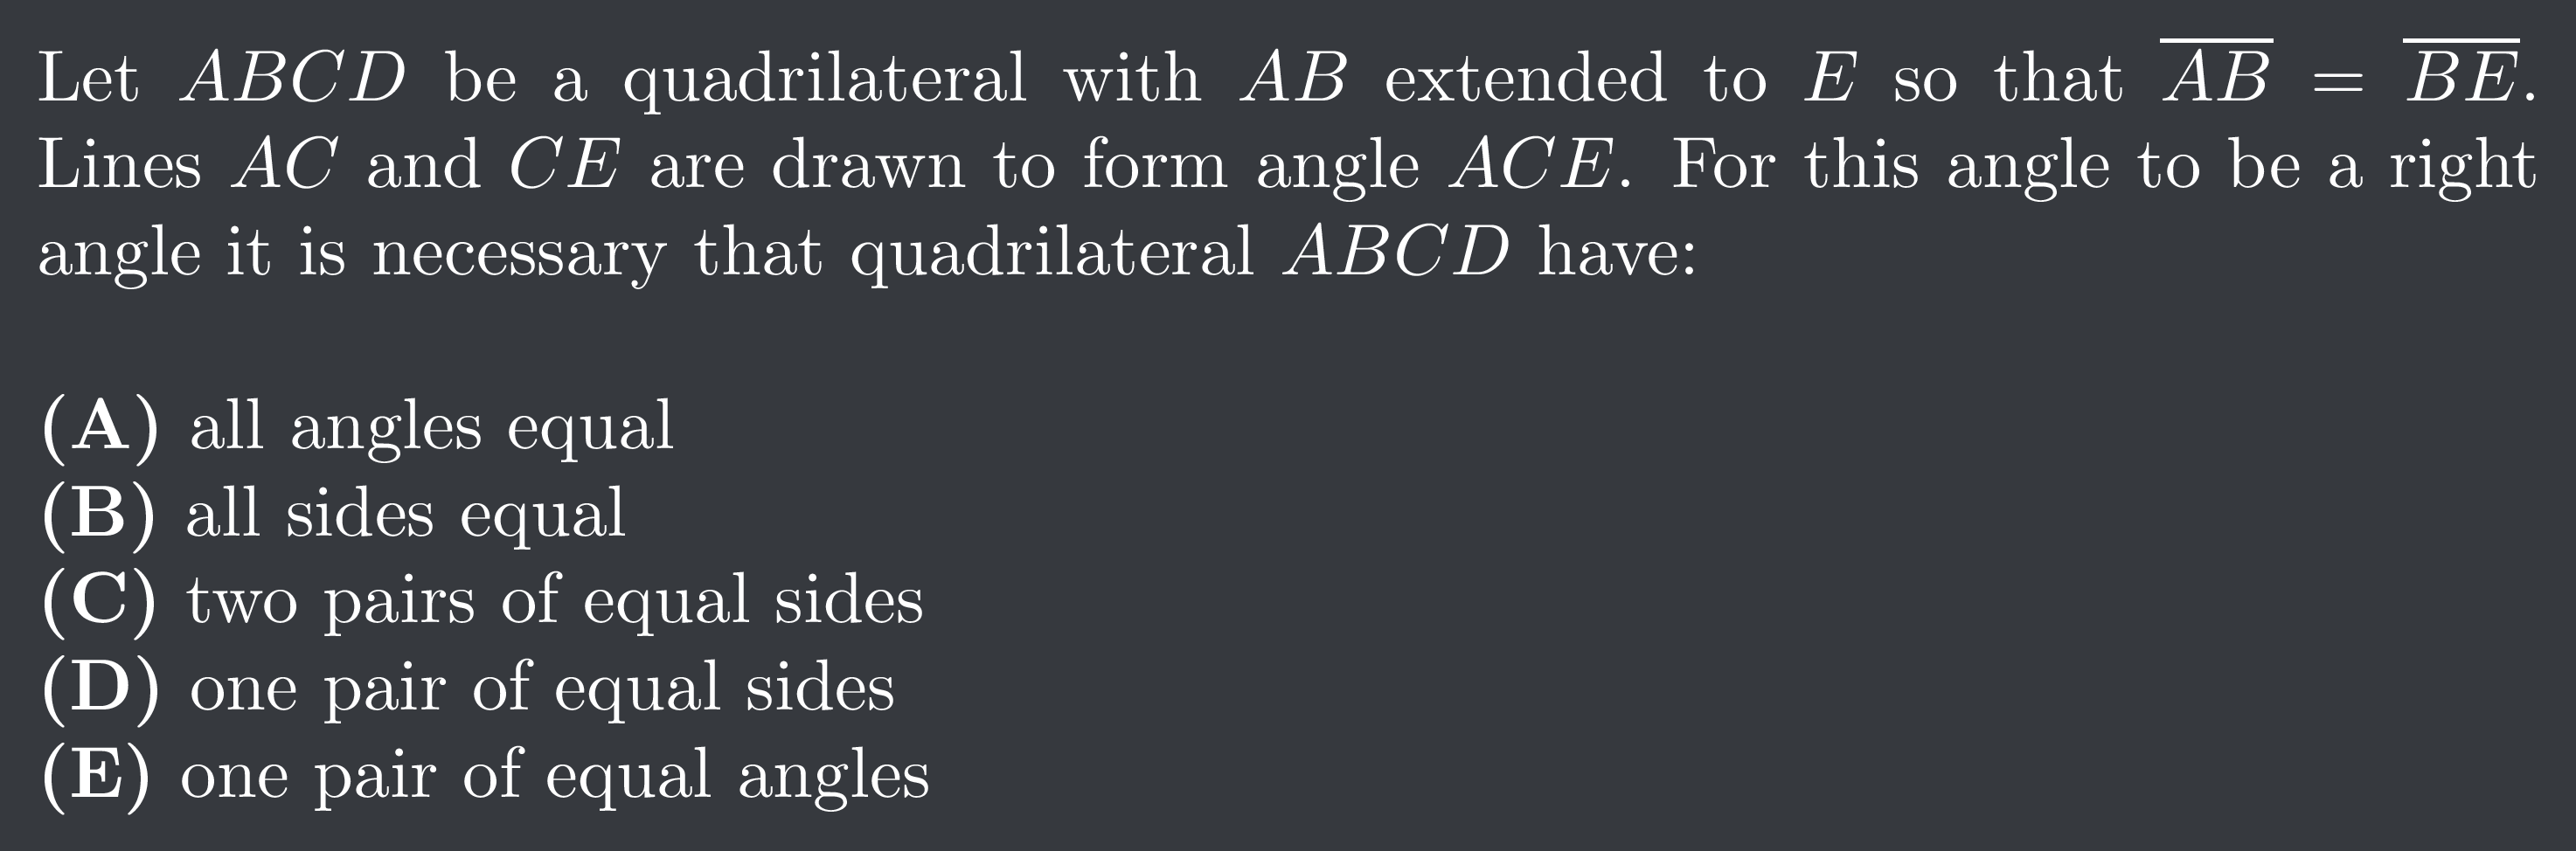 Let $ABCD$ be a quadrilateral with $AB$ extended to $E$ so that $\overline{AB} = \overline{BE}$.
Lines $AC$ and $CE$ are drawn to form angle $ACE$. For this angle to be a right
angle it is necessary that quadrilateral $ABCD$ have:
(A) all angles equal
(B) all sides equal
(C) two pairs of equal sides
(D) one pair of equal sides
(E) one pair of equal angles